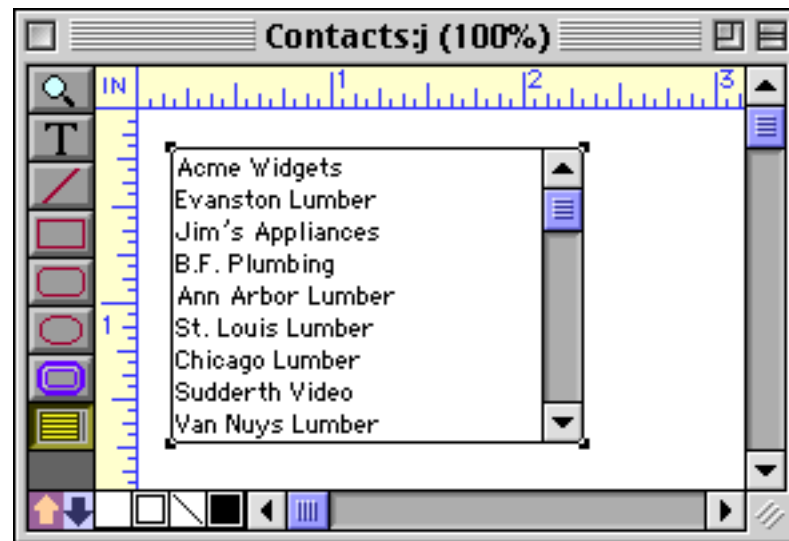 Contacts:j (100%)
IN
1
2
3
T
1
Acme Widgets
Evanston Lumber
Jim's Appliances
B.F. Plumbing
Ann Arbor Lumber
St. Louis Lumber
Chicago Lumber
Sudderth Video
Van Nuys Lumber